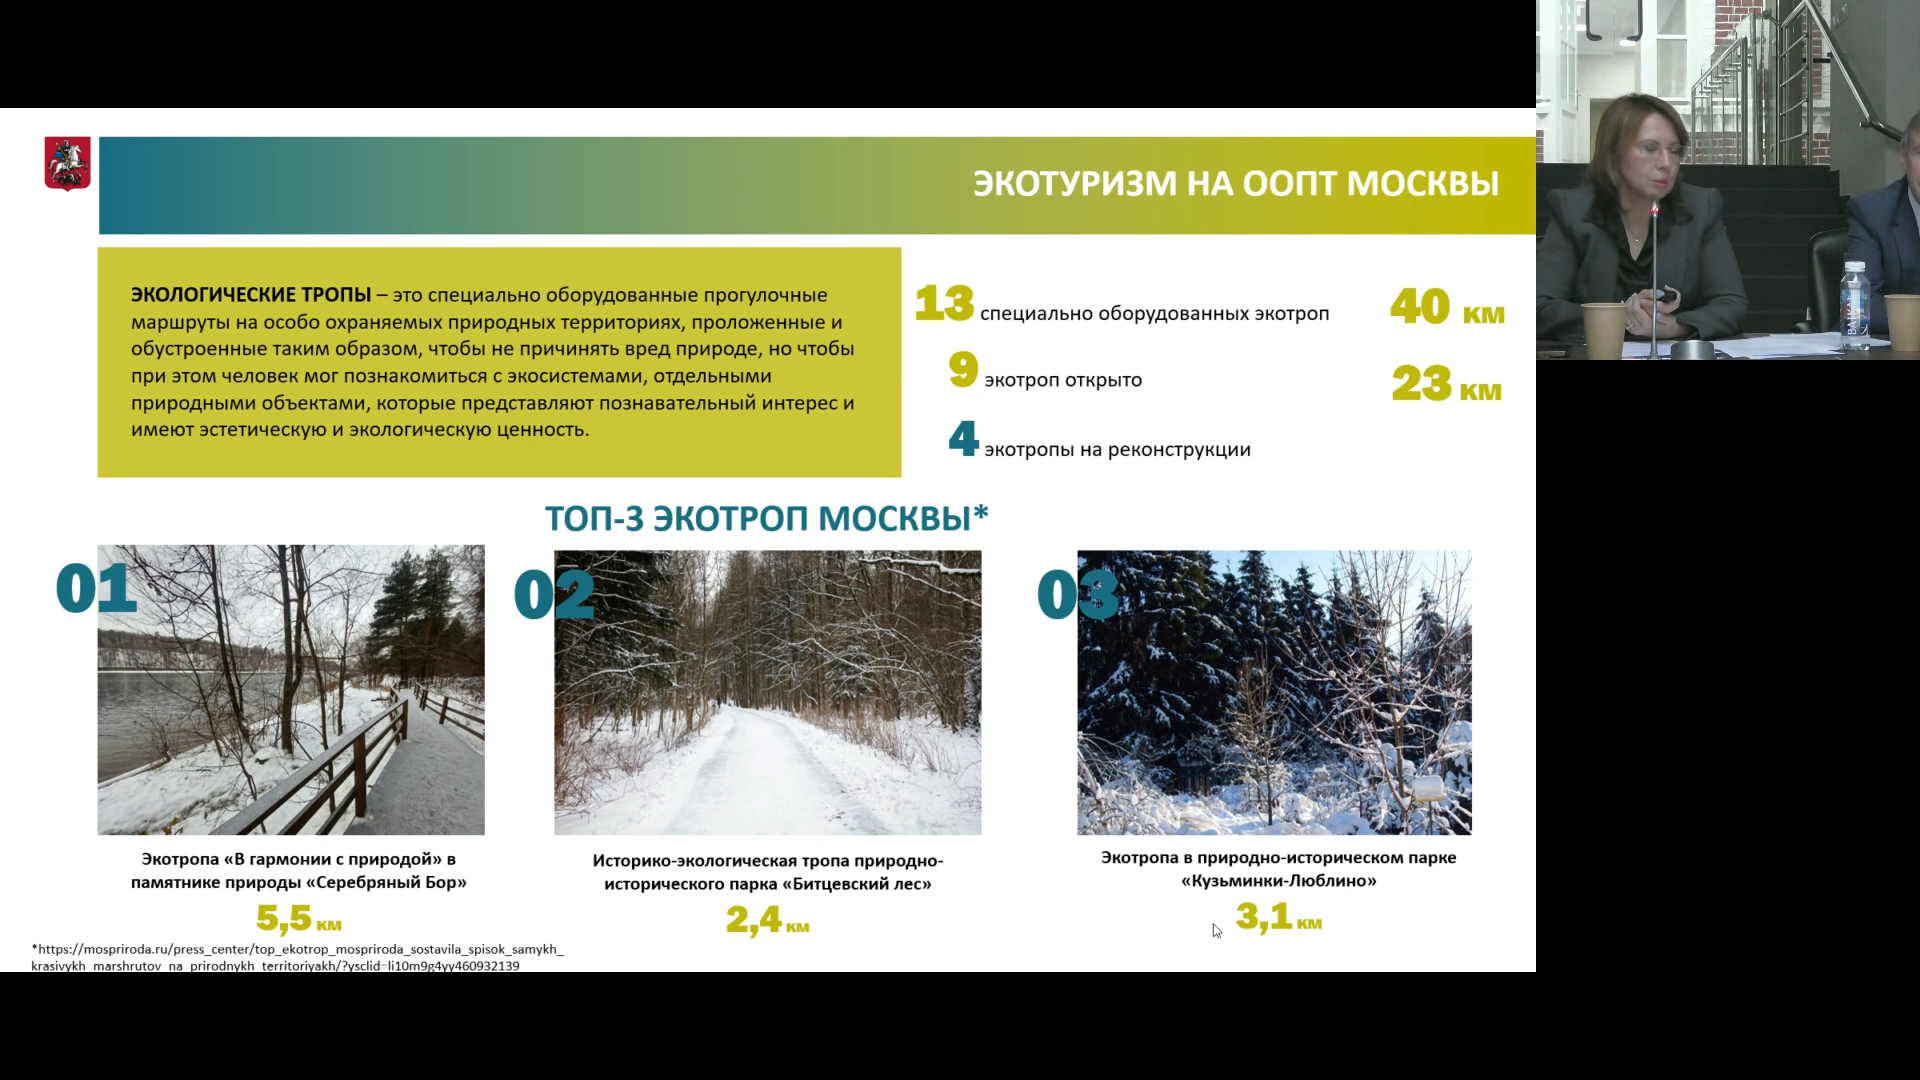 ЭКОТУРИЗМ НА ООПТ МОСКВЫ
ЭКОЛОГИЧЕСКИЕ ТРОПЫ – это специально оборудованные прогулочные
маршруты на особо охраняемых природных территориях, проложенные и
обустроенные таким образом, чтобы не причинять вред природе, но чтобы
при этом человек мог познакомиться с экосистемами, отдельными
природными объектами, которые представляют познавательный интерес и
имеют эстетическую и экологическую ценность.
13 специально оборудованных экотроп 40 км
9 экотроп открыто 23 км
4 экотропы на реконструкции
ТОП-3 ЭКОТРОП МОСКВЫ*
01
02
03
Экотропа «В гармонии с природой» в
памятнике природы «Серебряный Бор»
5,5 км
Историко-экологическая тропа природно-
исторического парка «Битцевский лес»
2,4 км
Экотропа в природно-историческом парке
«Кузьминки-Люблино»
3,1 км
*https://mospriroda.ru/press_center/top_ekotrop_mospriroda_sostavila_spisok_samykh_
krasivykh_marshrutov_na_prirodnykh_territoriyakh/?ysclid=li10m9g4yy460932139